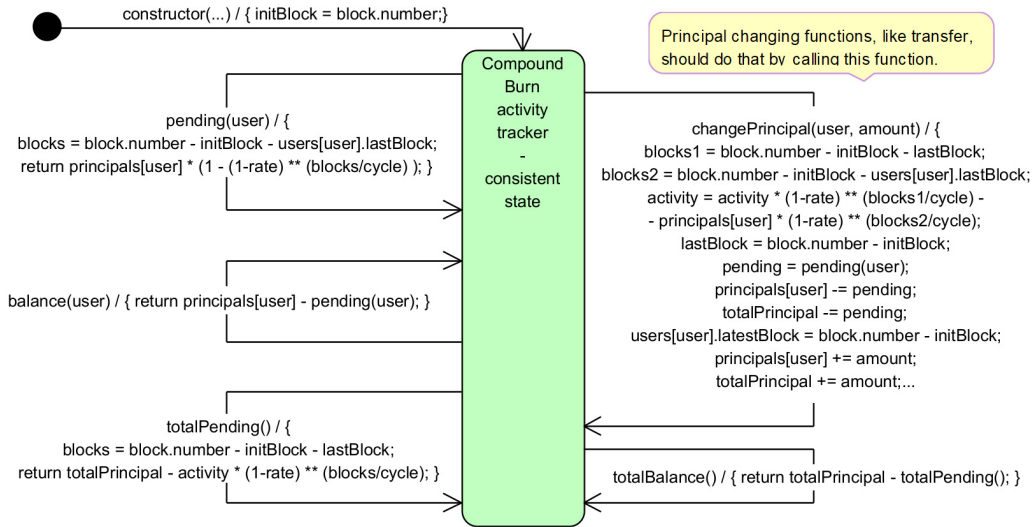 constructor(...) / { initBlock = block.number;}
Principal changing functions, like transfer,
should do that by calling this function.
Compound
Burn
activity
tracker
-
consistent
state
pending(user) / {
blocks = block.number - initBlock - users[user].lastBlock;
return principals[user] * (1 - (1-rate) ** (blocks/cycle) ); }
changePrincipal(user, amount) / {
blocks1 = block.number - initBlock - lastBlock;
blocks2 = block.number - initBlock - users[user].lastBlock;
activity = activity * (1-rate) ** (blocks1/cycle) -
- principals[user] * (1-rate) ** (blocks2/cycle);
lastBlock = block.number - initBlock;
pending = pending(user);
principals[user] -= pending;
totalPrincipal -= pending;
users[user].latestBlock = block.number - initBlock;
principals[user] += amount;
totalPrincipal += amount;...
balance(user) / { return principals[user] - pending(user); }
totalPending() / {
blocks = block.number - initBlock - lastBlock;
return totalPrincipal - activity * (1-rate) ** (blocks/cycle); }
totalBalance() / { return totalPrincipal - totalPending(); }